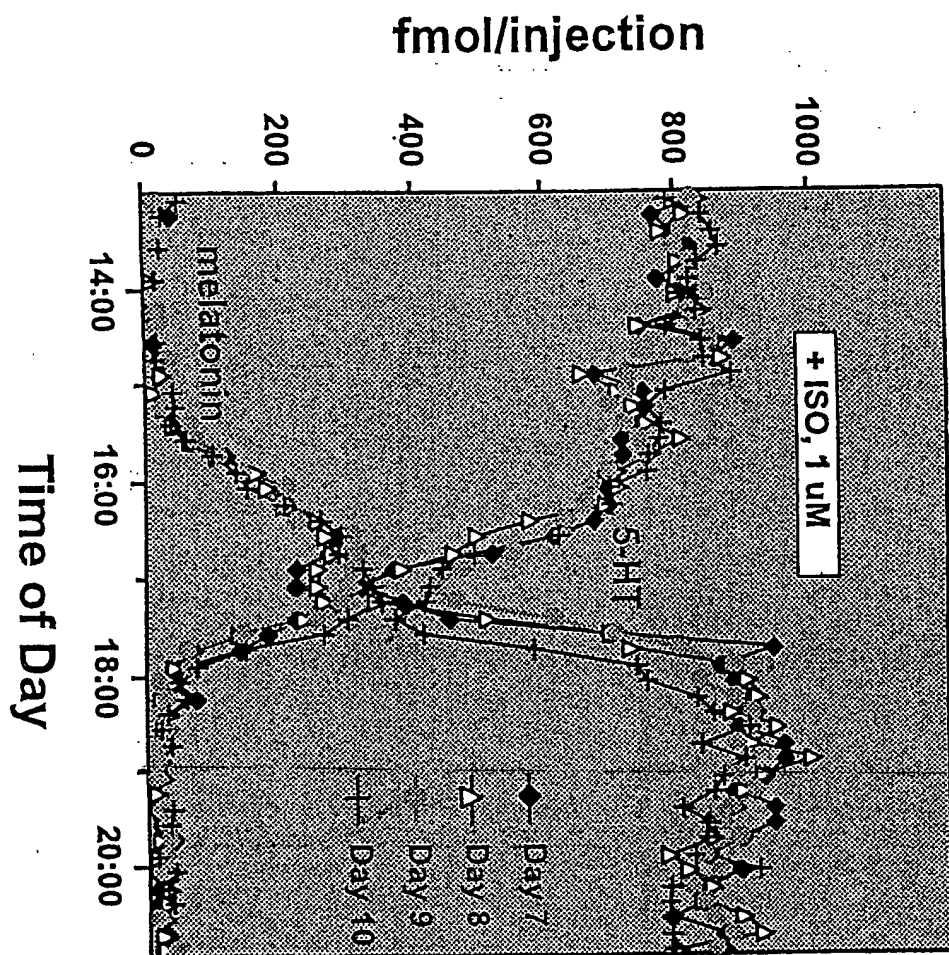 fmol/injection
0
200
400
600
800
1000
+ ISO, 1 uM
5-HT
melatonin
14:00
16:00
18:00
20:00
Time of Day
Day 7
Day 8
Day 9
Day 10